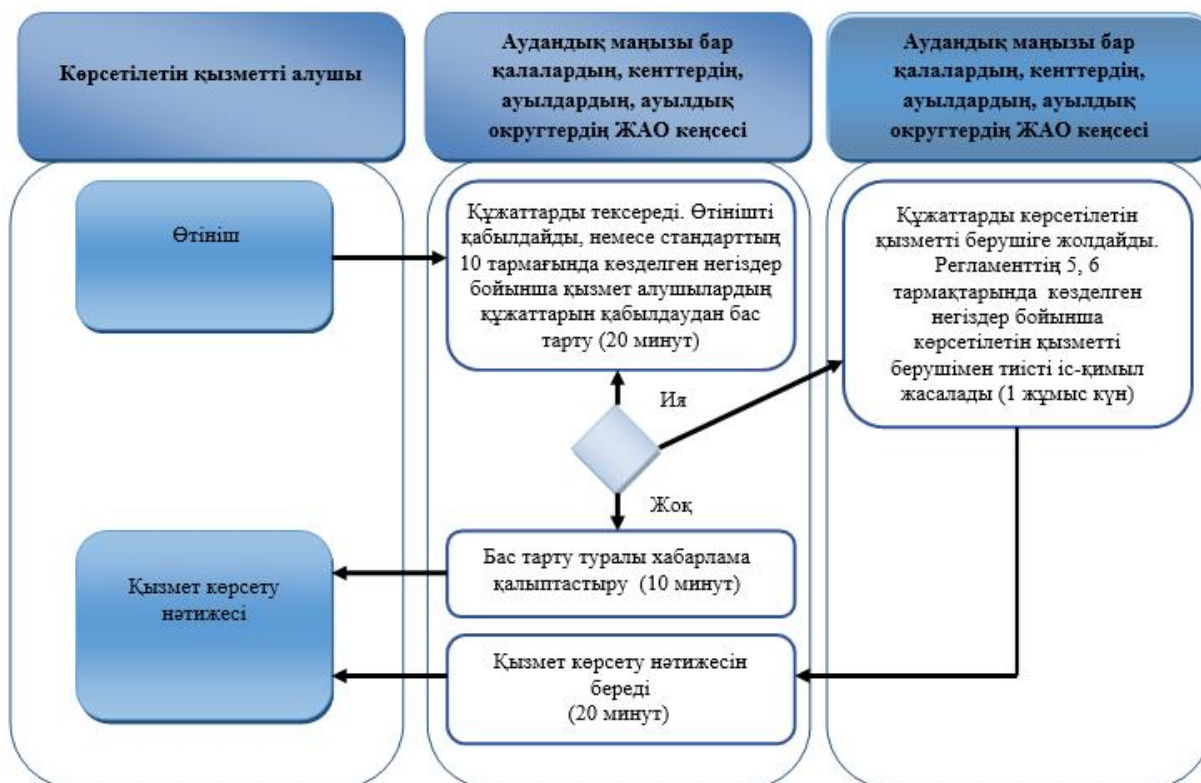 Көрсетілетін қызметті алушы
Аудандық маңызы бар
қалалардың, кенттердің,
ауылдардың, ауылдық
округтердің ЖАО кеңсесі
Аудандық маңызы бар
қалалардың, кенттердің,
ауылдардың, ауылдық
округтердің ЖАО кеңсесі
Өтініш
Құжаттарды тексереді. Өтінішті
қабылдайды, немесе стандарттың
10 тармағында көзделген негіздер
бойынша қызмет алушылардың
құжаттарын қабылдаудан бас
тарту (20 минут)
Құжаттарды көрсетілетін
қызметті берушіге жолдайды.
Регламенттің 5, 6
тармақтарында көзделген
негіздер бойынша
көрсетілетін қызметті
берушімен тиісті іс-қимыл
жасалады (1 жұмыс күн)
Ия
Жоқ
Бас тарту туралы хабарлама
қалыптастыру (10 минут)
Қызмет көрсету
нәтижесі
Қызмет көрсету нәтижесін
береді
(20 минут)